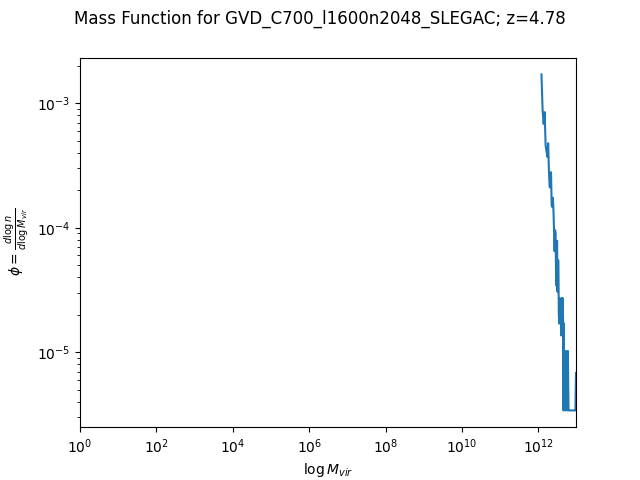 Mass Function for GVD_C700_l1600n2048_SLEGAC; z=4.78
10⁻³
10⁻⁴
10⁻⁵
ϕ = d log n / d log M_vir
10⁰ 10² 10⁴ 10⁶ 10⁸ 10¹⁰ 10¹²
log M_vir